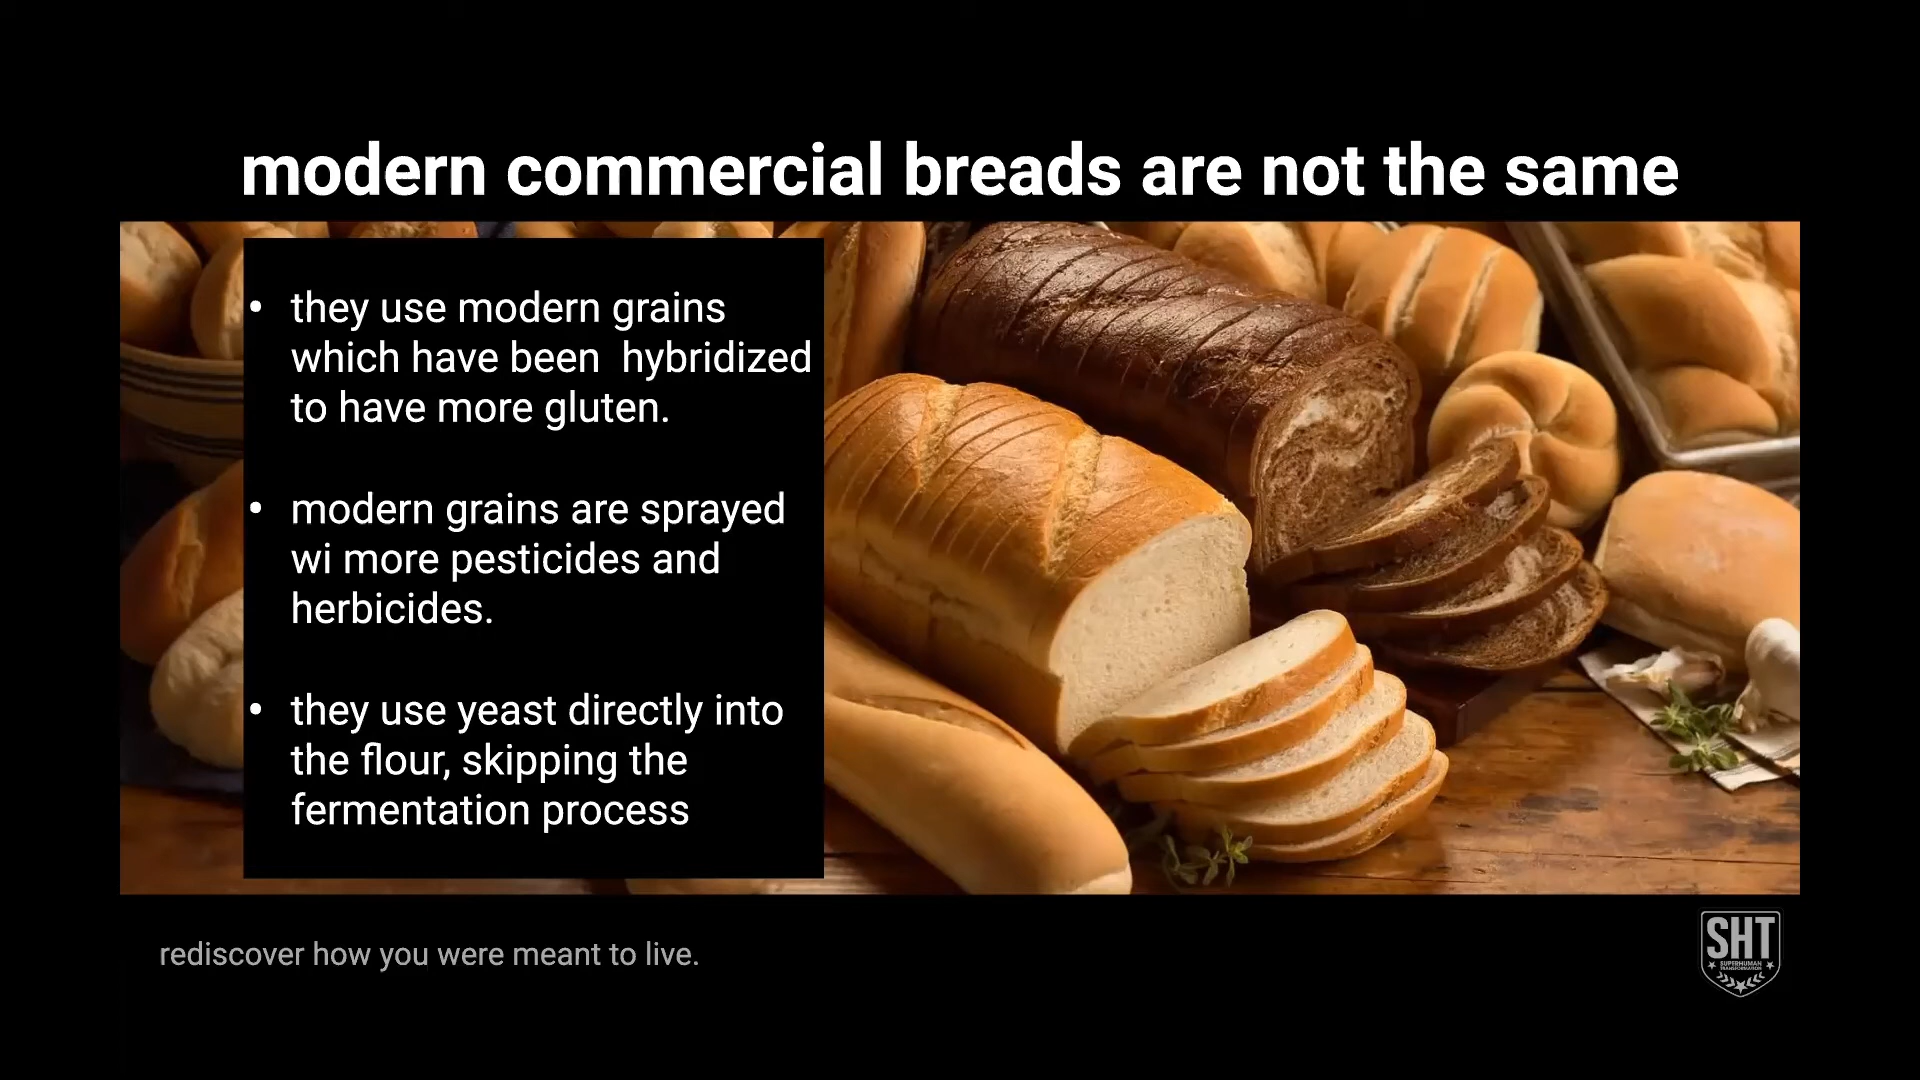 modern commercial breads are not the same
• they use modern grains
which have been  hybridized
to have more gluten.
• modern grains are sprayed
wi more pesticides and
herbicides.
• they use yeast directly into
the flour, skipping the
fermentation process
rediscover how you were meant to live.
SHT
SUPERHUMAN
TRANSFORMATION